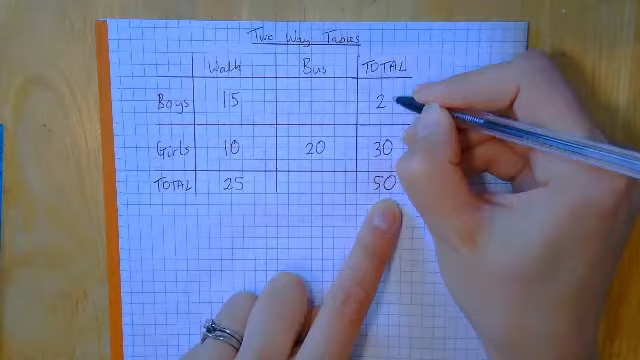 Two Way Tables
Walk Bus TOTAL
Boys 15 2
Girls 10 20 30
TOTAL 25 50